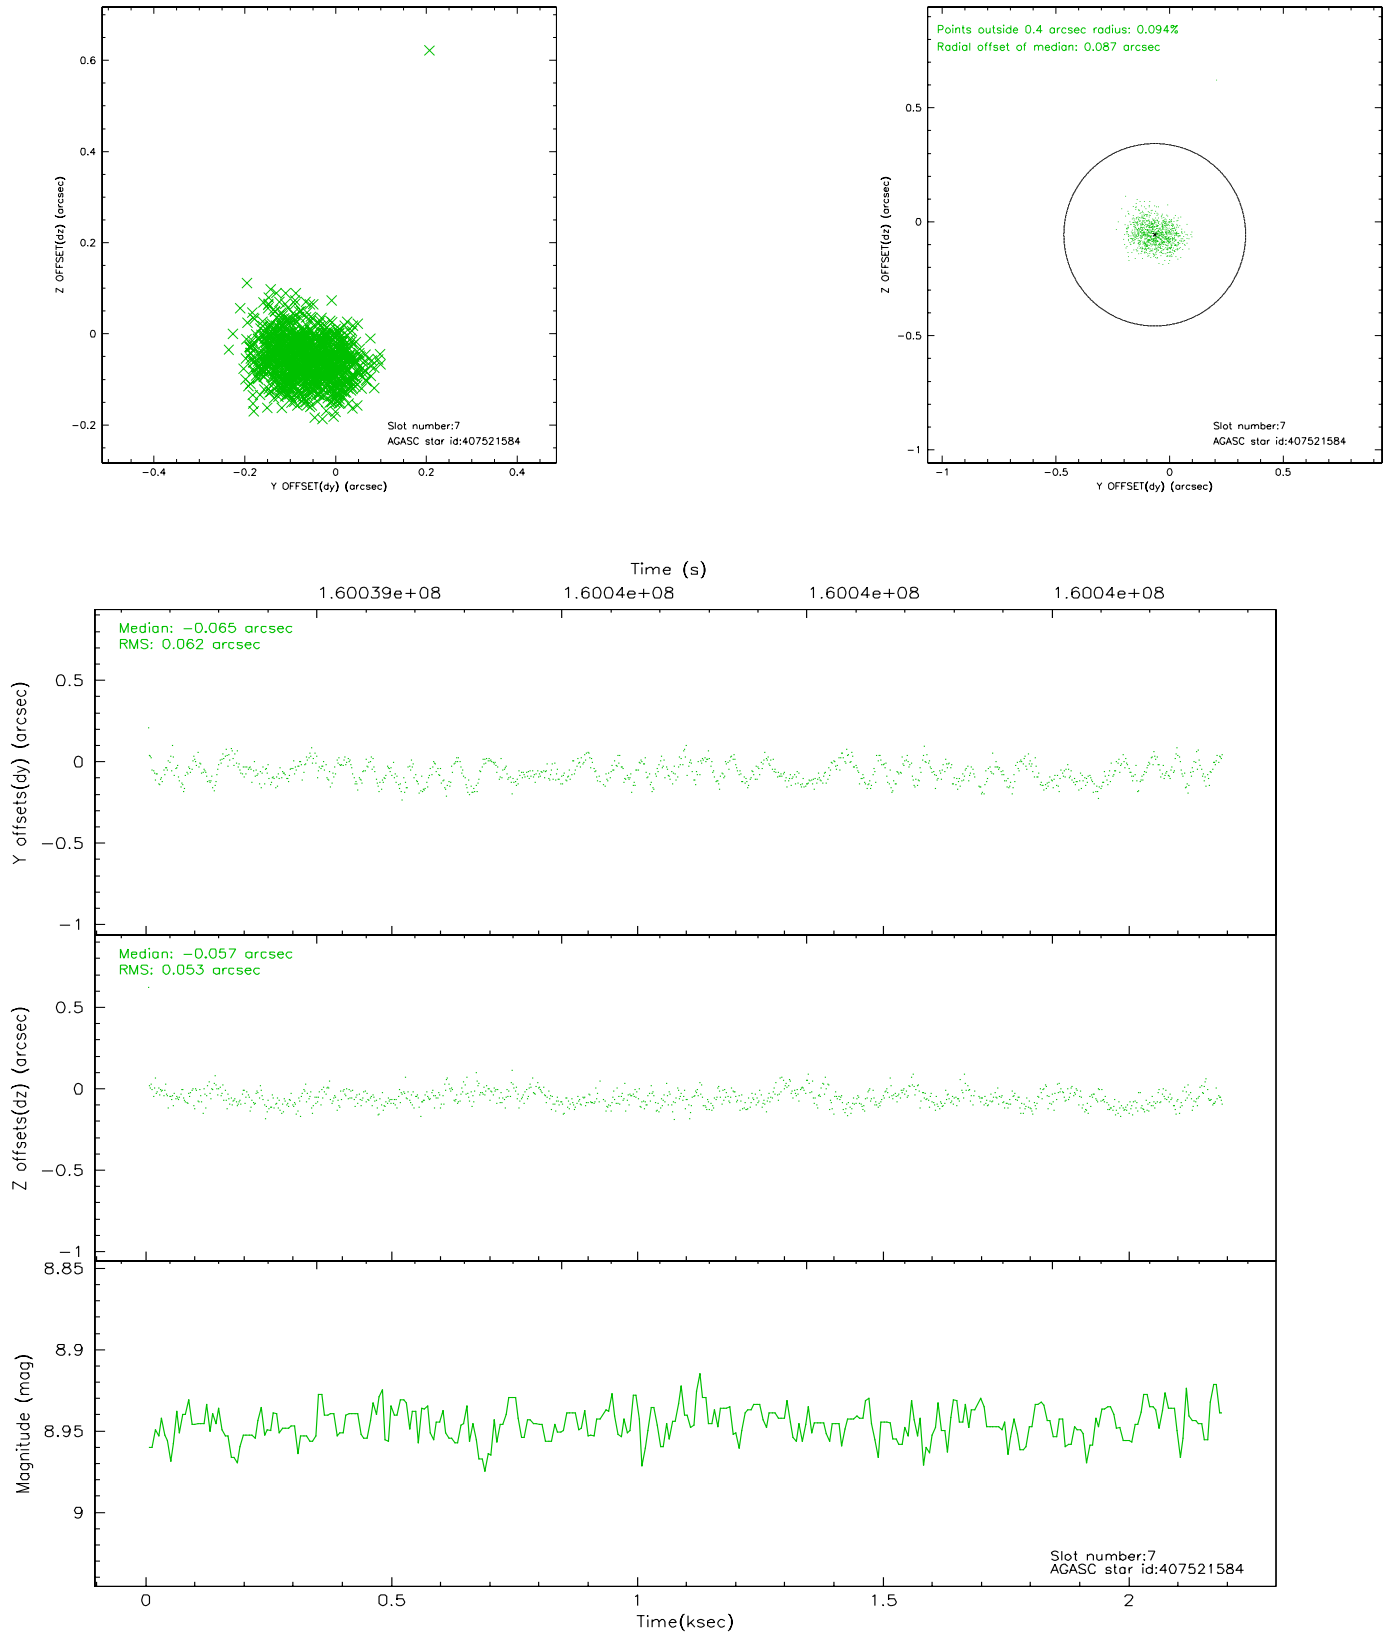 0.6
0.4
0.2
0
−0.2
Z OFFSET(dz) (arcsec)
Slot number:7
AGASC star id:407521584
−0.4
−0.2
0
0.2
0.4
Y OFFSET(dy) (arcsec)
Points outside 0.4 arcsec radius: 0.094%
Radial offset of median: 0.087 arcsec
0.5
0
−0.5
−1
Z OFFSET(dz) (arcsec)
Slot number:7
AGASC star id:407521584
−1
−0.5
0
0.5
Y OFFSET(dy) (arcsec)
Time (s)
1.60039e+08
1.6004e+08
1.6004e+08
1.6004e+08
Median: −0.065 arcsec
RMS: 0.062 arcsec
0.5
0
−0.5
−1
Y offsets(dy) (arcsec)
Median: −0.057 arcsec
RMS: 0.053 arcsec
0.5
0
−0.5
−1
Z offsets(dz) (arcsec)
8.85
8.9
8.95
9
Magnitude (mag)
Slot number:7
AGASC star id:407521584
0
0.5
1
1.5
2
Time(ksec)